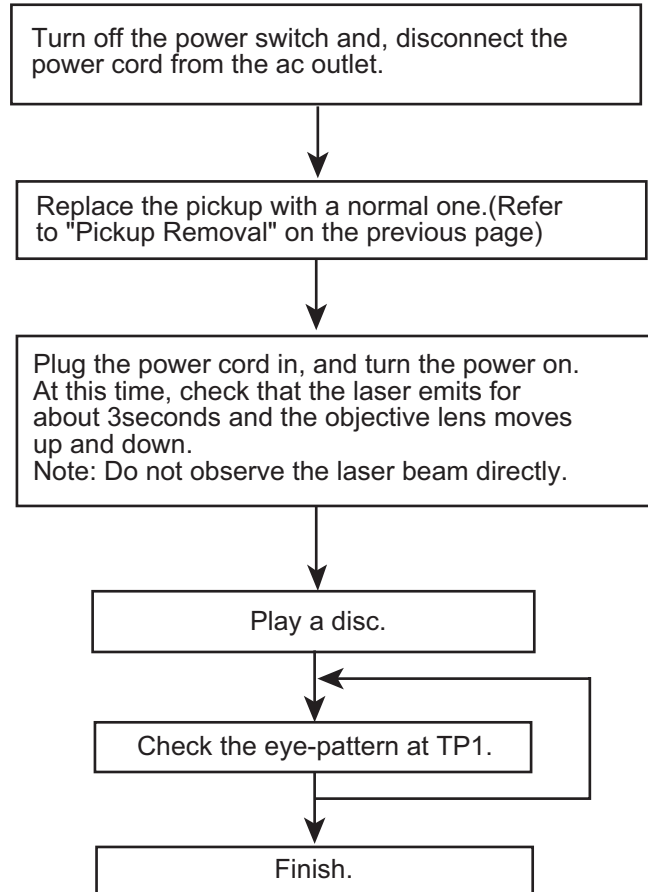 Turn off the power switch and, disconnect the
power cord from the ac outlet.
Replace the pickup with a normal one.(Refer
to "Pickup Removal" on the previous page)
Plug the power cord in, and turn the power on.
At this time, check that the laser emits for
about 3seconds and the objective lens moves
up and down.
Note: Do not observe the laser beam directly.
Play a disc.
Check the eye-pattern at TP1.
Finish.